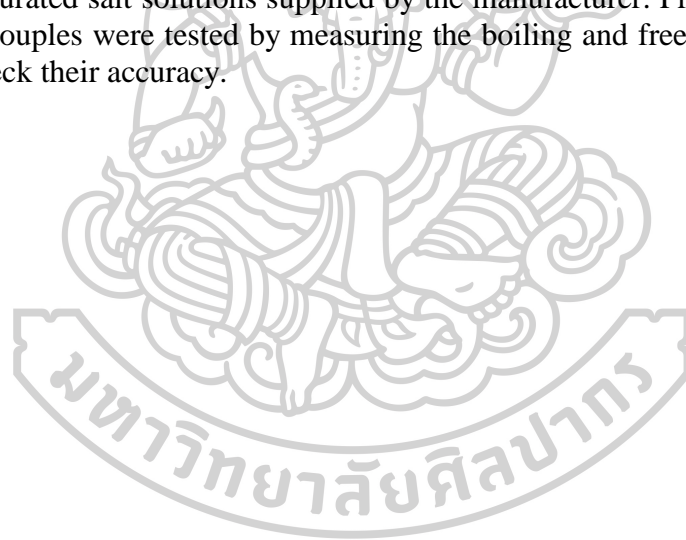 urated salt solutions supplied by the manufacturer.
ouples were tested by measuring the boiling and free
eck their accuracy.
มหาวิทยาลัยศิลปากร